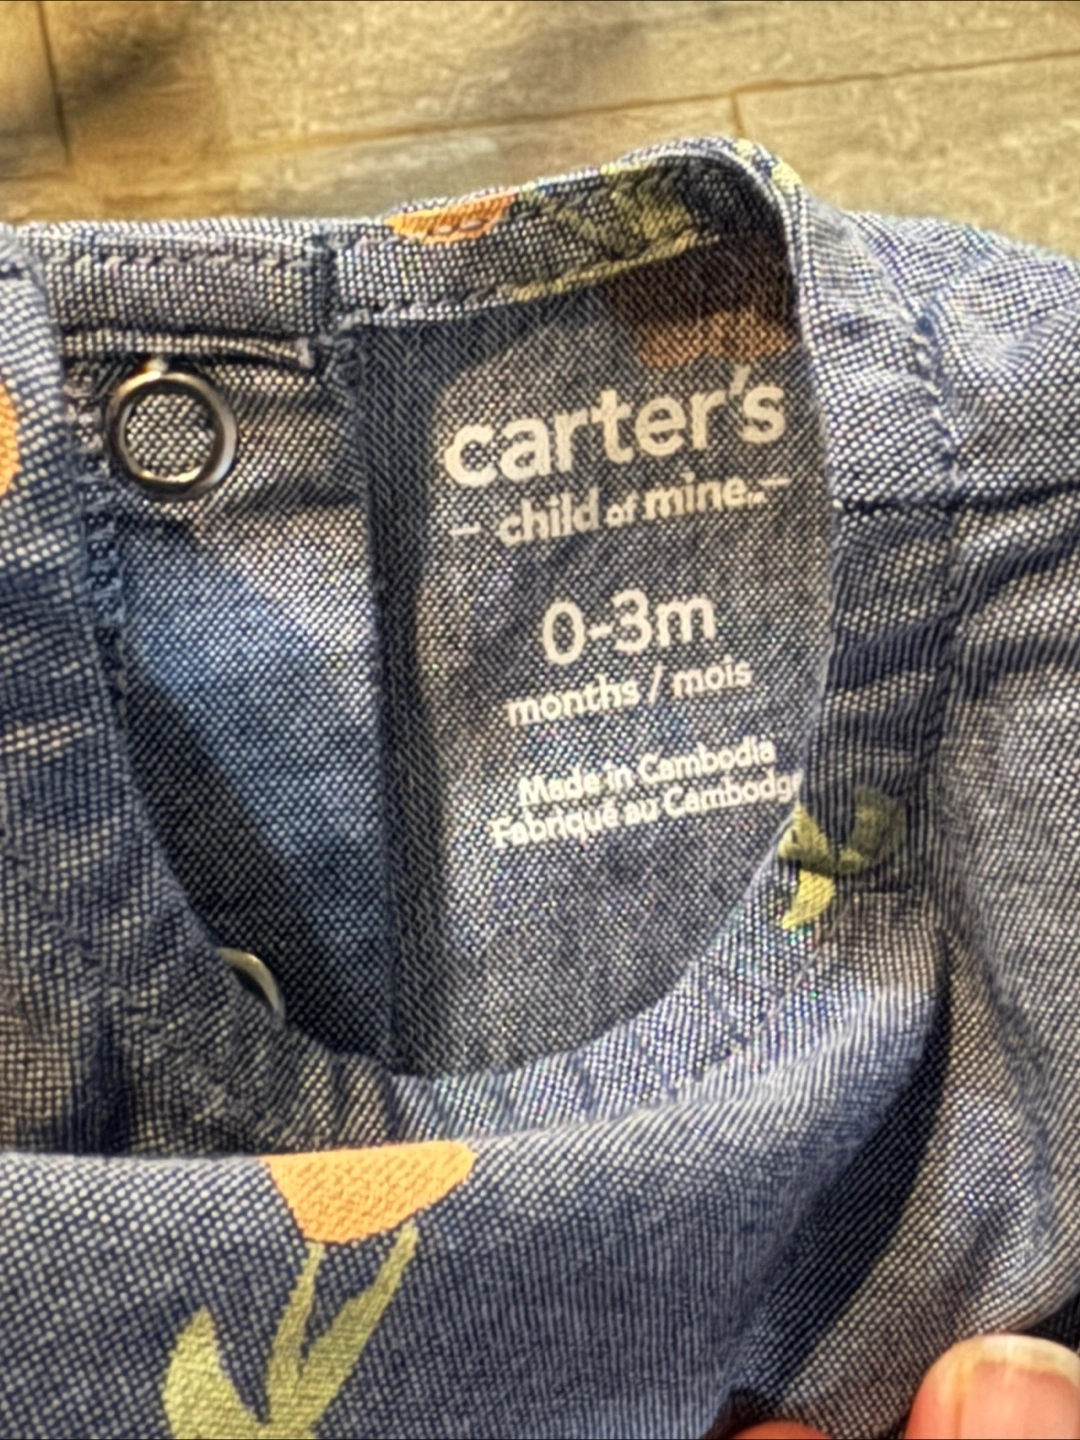 carter's
- child of mine.. -
0-3m
months / mois
Made in Cambodia
Fabriqué au Cambodge